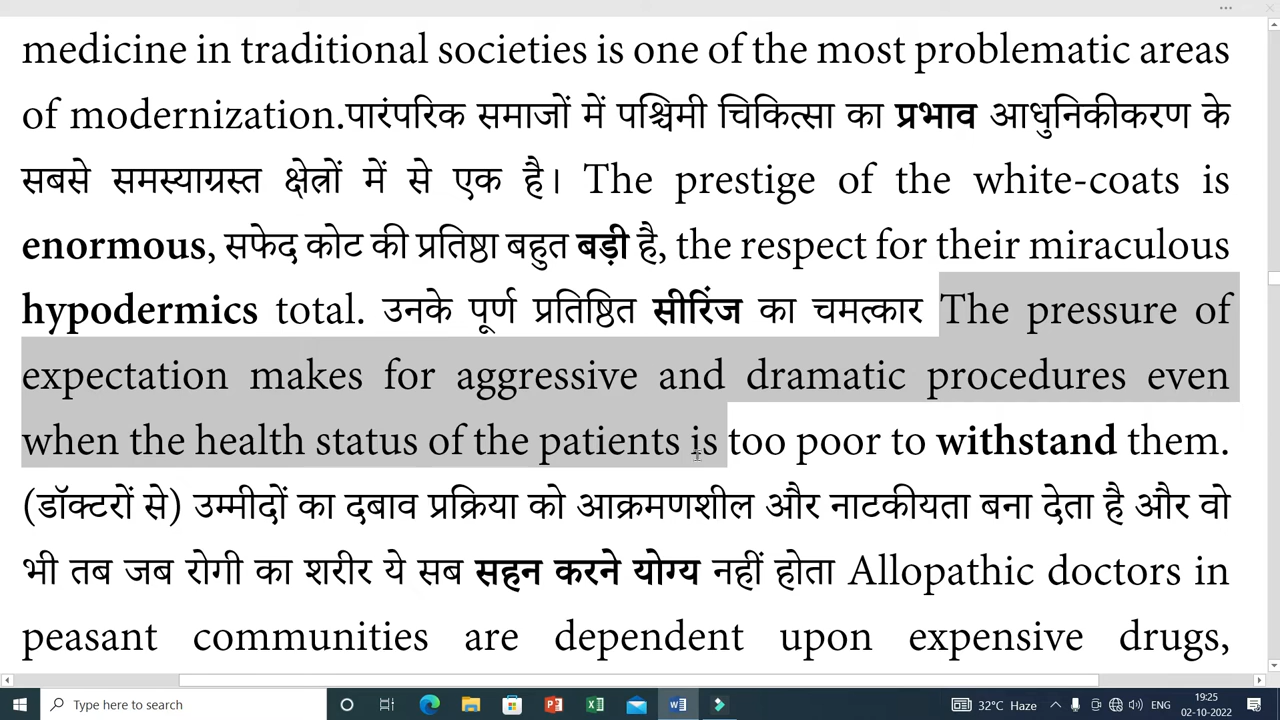 medicine in traditional societies is one of the most problematic areas
of modernization.पारंपरिक समाजों में पश्चिमी चिकित्सा का प्रभाव आधुनिकीकरण के
सबसे समस्याग्रस्त क्षेत्रों में से एक है। The prestige of the white-coats is
enormous, सफेद कोट की प्रतिष्ठा बहुत बड़ी है, the respect for their miraculous
hypodermics total. उनके पूर्ण प्रतिष्ठित सीरिंज का चमत्कार The pressure of
expectation makes for aggressive and dramatic procedures even
when the health status of the patients is too poor to withstand them.
(डॉक्टरों से) उम्मीदों का दबाव प्रक्रिया को आक्रमणशील और नाटकीयता बना देता है और वो
भी तब जब रोगी का शरीर ये सब सहन करने योग्य नहीं होता Allopathic doctors in
peasant communities are dependent upon expensive drugs,
Type here to search
32°C Haze
ENG
19:25
02-10-2022